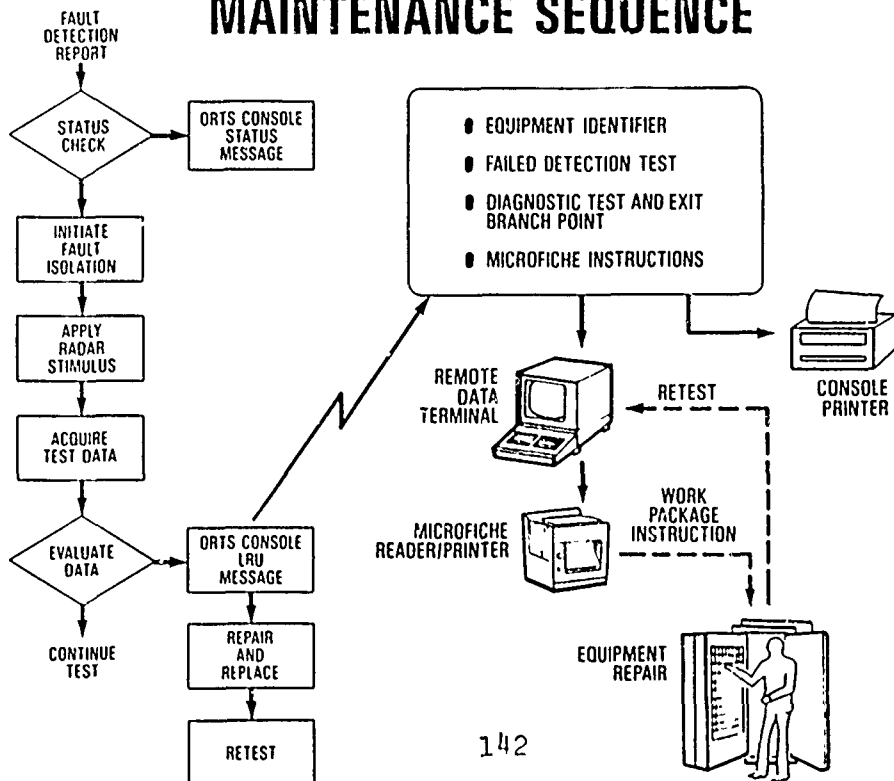 MAINTENANCE SEQUENCE
FAULT
DETECTION
REPORT
STATUS
CHECK
ORTS CONSOLE
STATUS
MESSAGE
INITIATE
FAULT
ISOLATION
APPLY
RADAR
STIMULUS
ACQUIRE
TEST DATA
EVALUATE
DATA
CONTINUE
TEST
ORTS CONSOLE
LRU
MESSAGE
REPAIR
AND
REPLACE
RETEST
EQUIPMENT IDENTIFIER
FAILED DETECTION TEST
DIAGNOSTIC TEST AND EXIT
BRANCH POINT
MICROFICHE INSTRUCTIONS
REMOTE
DATA
TERMINAL
RETEST
CONSOLE
PRINTER
MICROFICHE
READER/PRINTER
WORK
PACKAGE
INSTRUCTION
EQUIPMENT
REPAIR
142